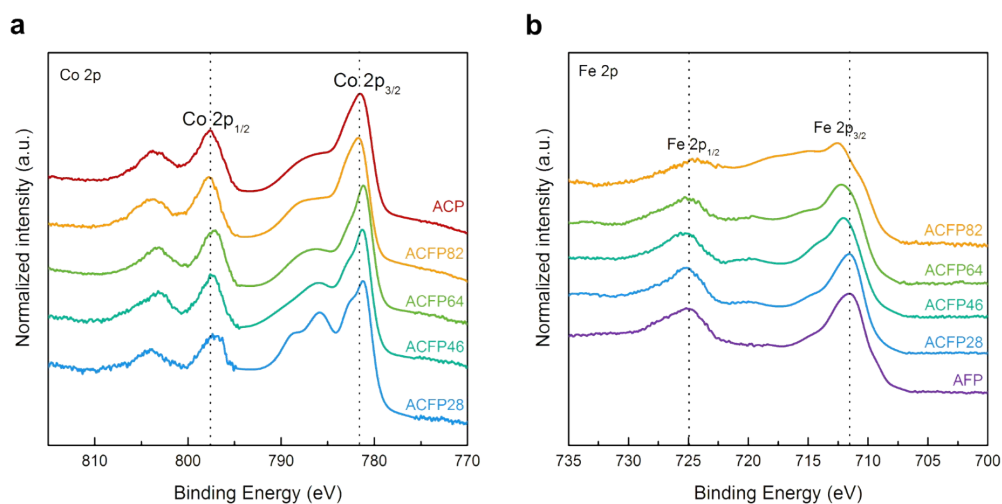 a
Co 2p
Co 2p3/2
Co 2p1/2
ACP
ACFP82
ACFP64
ACFP46
ACFP28
Normalized intensity (a.u.)
810 800 790 780 770
Binding Energy (eV)
b
Fe 2p
Fe 2p3/2
Fe 2p1/2
ACFP82
ACFP64
ACFP46
ACFP28
AFP
Normalized intensity (a.u.)
735 730 725 720 715 710 705 700
Binding Energy (eV)